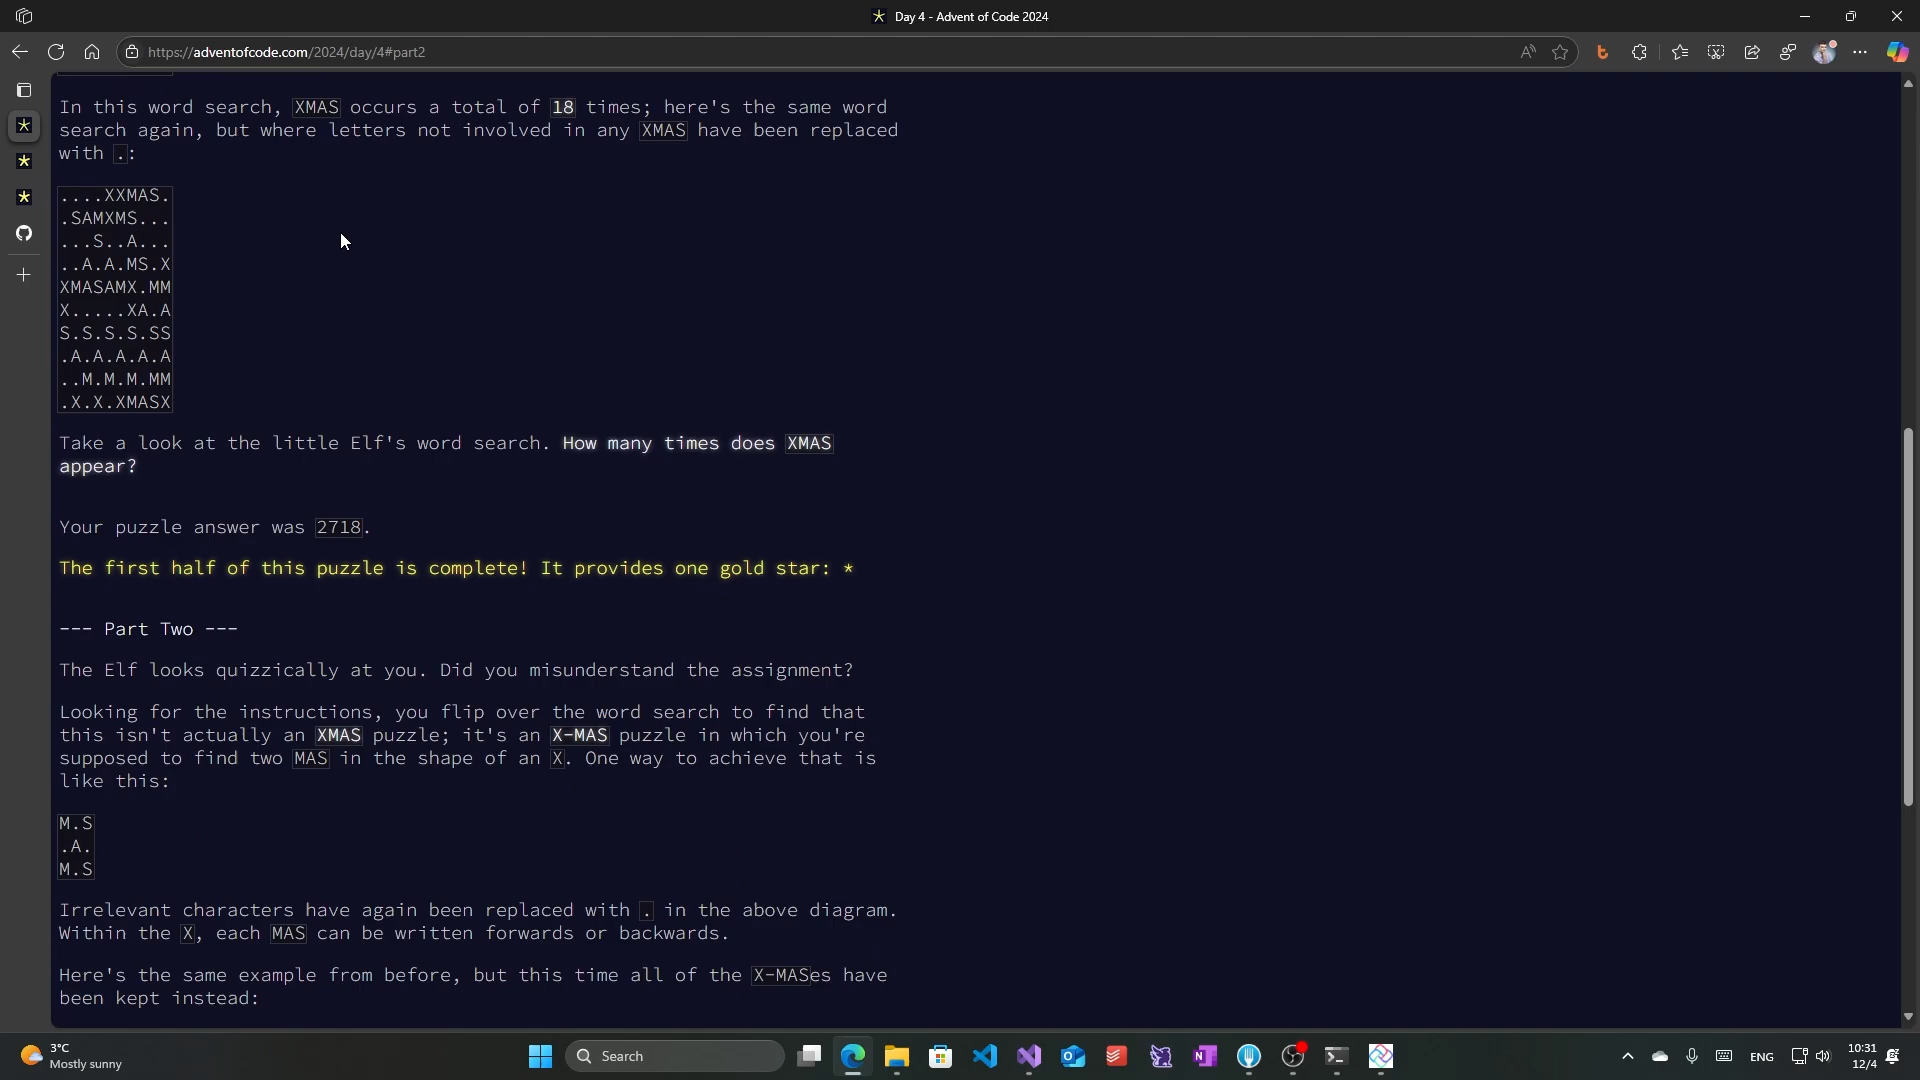 Day 4 - Advent of Code 2024
https://adventofcode.com/2024/day/4#part2
In this word search, XMAS occurs a total of 18 times; here's the same word
search again, but where letters not involved in any XMAS have been replaced
with .:
....XXMAS.
.SAMXMS...
...S..A...
..A.A.MS.X
XMASAMX.MM
X.....XA.A
S.S.S.S.SS
.A.A.A.A.A
..M.M.M.MM
.X.X.XMASX
Take a look at the little Elf's word search. How many times does XMAS
appear?
Your puzzle answer was 2718.
The first half of this puzzle is complete! It provides one gold star: *
--- Part Two ---
The Elf looks quizzically at you. Did you misunderstand the assignment?
Looking for the instructions, you flip over the word search to find that
this isn't actually an XMAS puzzle; it's an X-MAS puzzle in which you're
supposed to find two MAS in the shape of an X. One way to achieve that is
like this:
M.S
.A.
M.S
Irrelevant characters have again been replaced with . in the above diagram.
Within the X, each MAS can be written forwards or backwards.
Here's the same example from before, but this time all of the X-MASes have
been kept instead:
3°C
Mostly sunny
Search
ENG
10:31
12/4